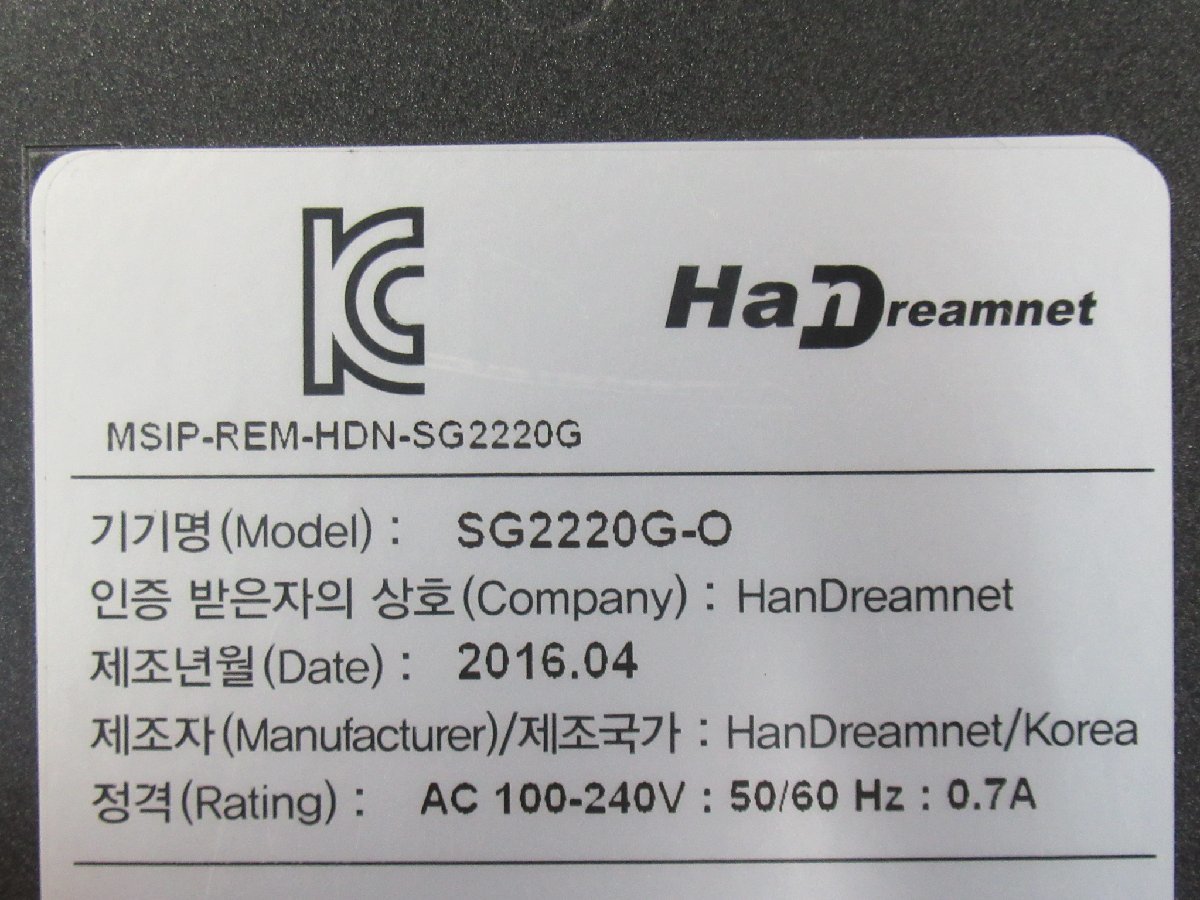 KC
HanDreamnet
MSIP-REM-HDN-SG2220G
기기명(Model) : SG2220G-O
인증 받은자의 상호(Company) : HanDreamnet
제조년월(Date) : 2016.04
제조자(Manufacturer)/제조국가 : HanDreamnet/Korea
정격(Rating) : AC 100-240V : 50/60 Hz : 0.7A